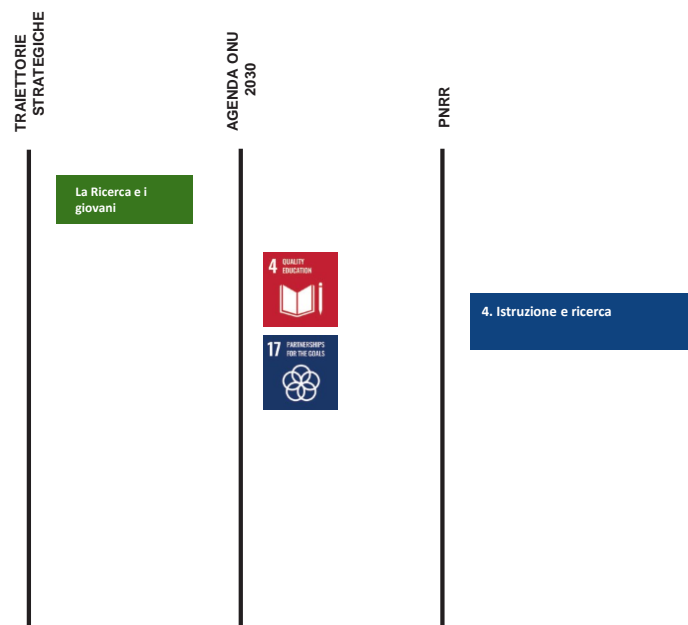 TRAIETTORIE
STRATEGICHE
AGENDA ONU
2030
PNRR
La Ricerca e i
giovani
4 QUALITY
EDUCATION
17 PARTNERSHIPS
FOR THE GOALS
4. Istruzione e ricerca